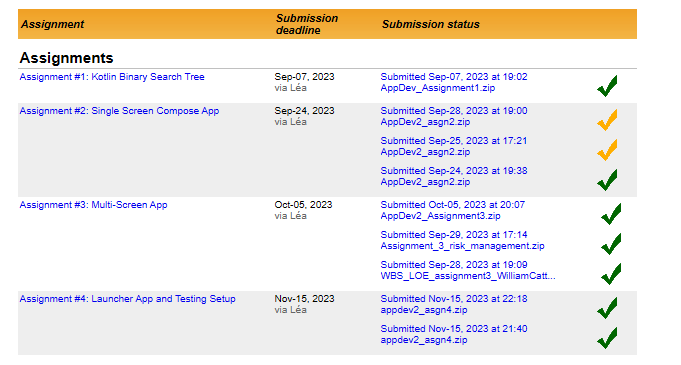 Assignment Submission deadline Submission status
Assignments
Assignment #1: Kotlin Binary Search Tree Sep-07, 2023 Submitted Sep-07, 2023 at 19:02
via Léa AppDev_Assignment1.zip
Assignment #2: Single Screen Compose App Sep-24, 2023 Submitted Sep-28, 2023 at 19:00
via Léa AppDev2_asgn2.zip
Submitted Sep-25, 2023 at 17:21
AppDev2_asgn2.zip
Submitted Sep-24, 2023 at 19:38
AppDev2_asgn2.zip
Assignment #3: Multi-Screen App Oct-05, 2023 Submitted Oct-05, 2023 at 20:07
via Léa AppDev2_Assignment3.zip
Submitted Sep-29, 2023 at 17:14
Assignment_3_risk_management.zip
Submitted Sep-28, 2023 at 19:09
WBS_LOE_assignment3_WilliamCatt...
Assignment #4: Launcher App and Testing Setup Nov-15, 2023 Submitted Nov-15, 2023 at 22:18
via Léa appdev2_asgn4.zip
Submitted Nov-15, 2023 at 21:40
appdev2_asgn4.zip